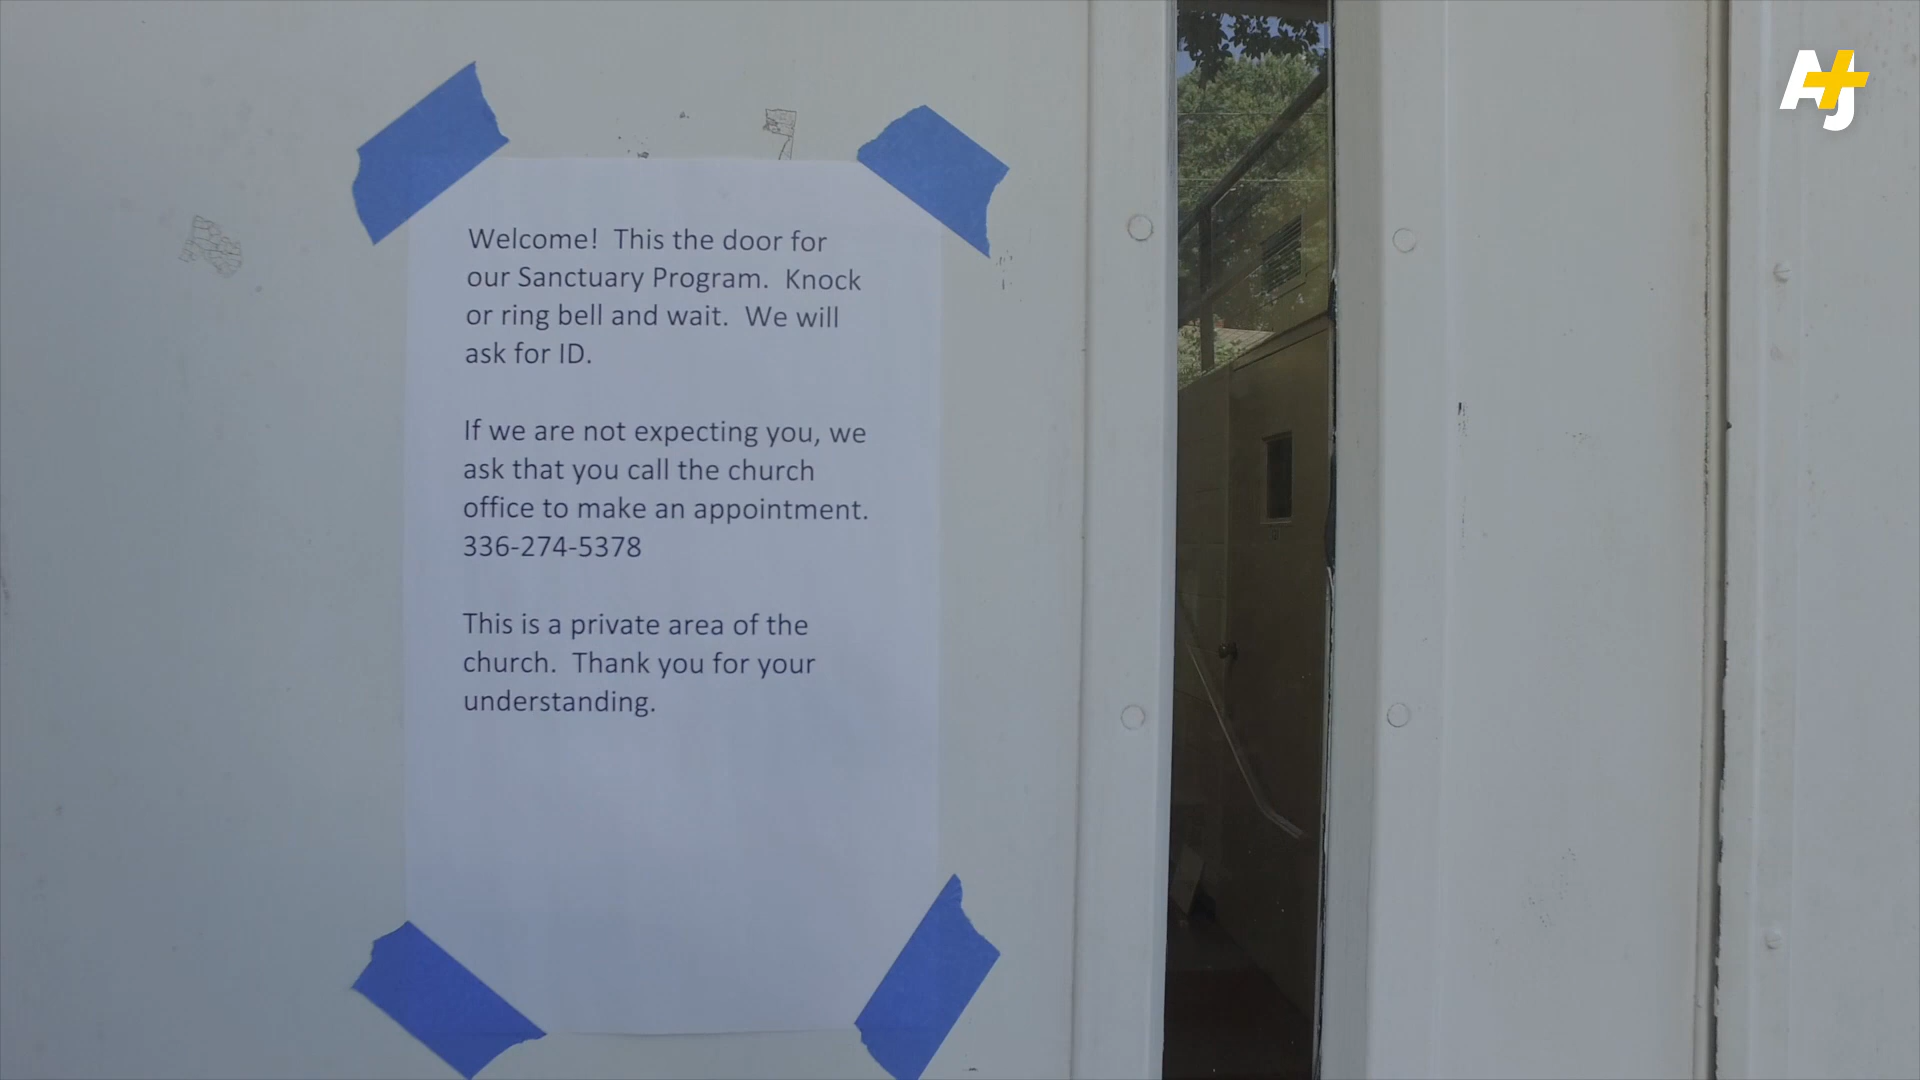 AJ+
Welcome!  This the door for
our Sanctuary Program.  Knock
or ring bell and wait.  We will
ask for ID.
If we are not expecting you, we
ask that you call the church
office to make an appointment.
336-274-5378
This is a private area of the
church.  Thank you for your
understanding.